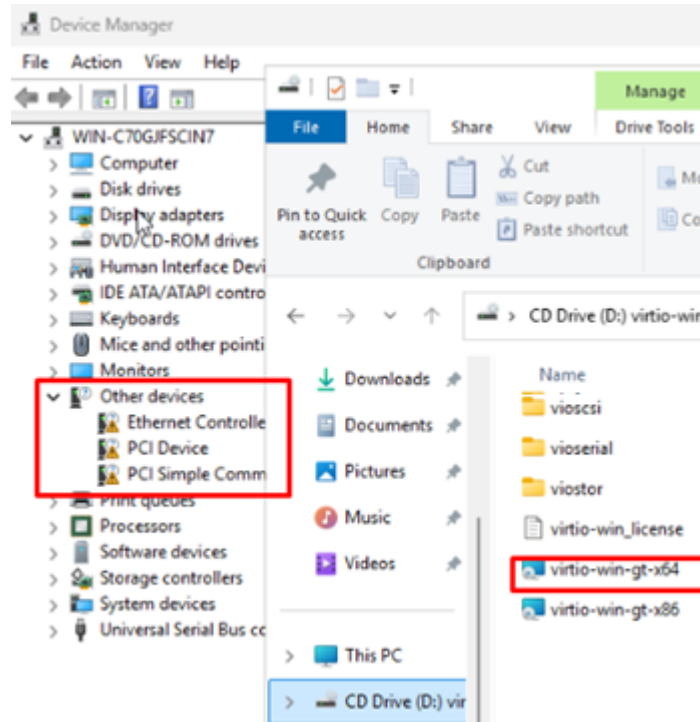 Device Manager
File Action View Help
WIN-C70GJFSCIN7
Computer
Disk drives
Display adapters
DVD/CD-ROM drives
Human Interface Devi
IDE ATA/ATAPI contro
Keyboards
Mice and other pointi
Monitors
Other devices
Ethernet Controlle
PCI Device
PCI Simple Comm
Print queues
Processors
Software devices
Storage controllers
System devices
Universal Serial Bus cc
Manage
File Home Share View Drive Tools
Pin to Quick access
Copy
Paste
Cut
Copy path
Paste shortcut
Mo
Co
Clipboard
CD Drive (D:) virtio-win
Downloads
Documents
Pictures
Music
Videos
This PC
CD Drive (D:) vir
Name
vioscsi
vioserial
viostor
virtio-win_license
virtio-win-gt-x64
virtio-win-gt-x86